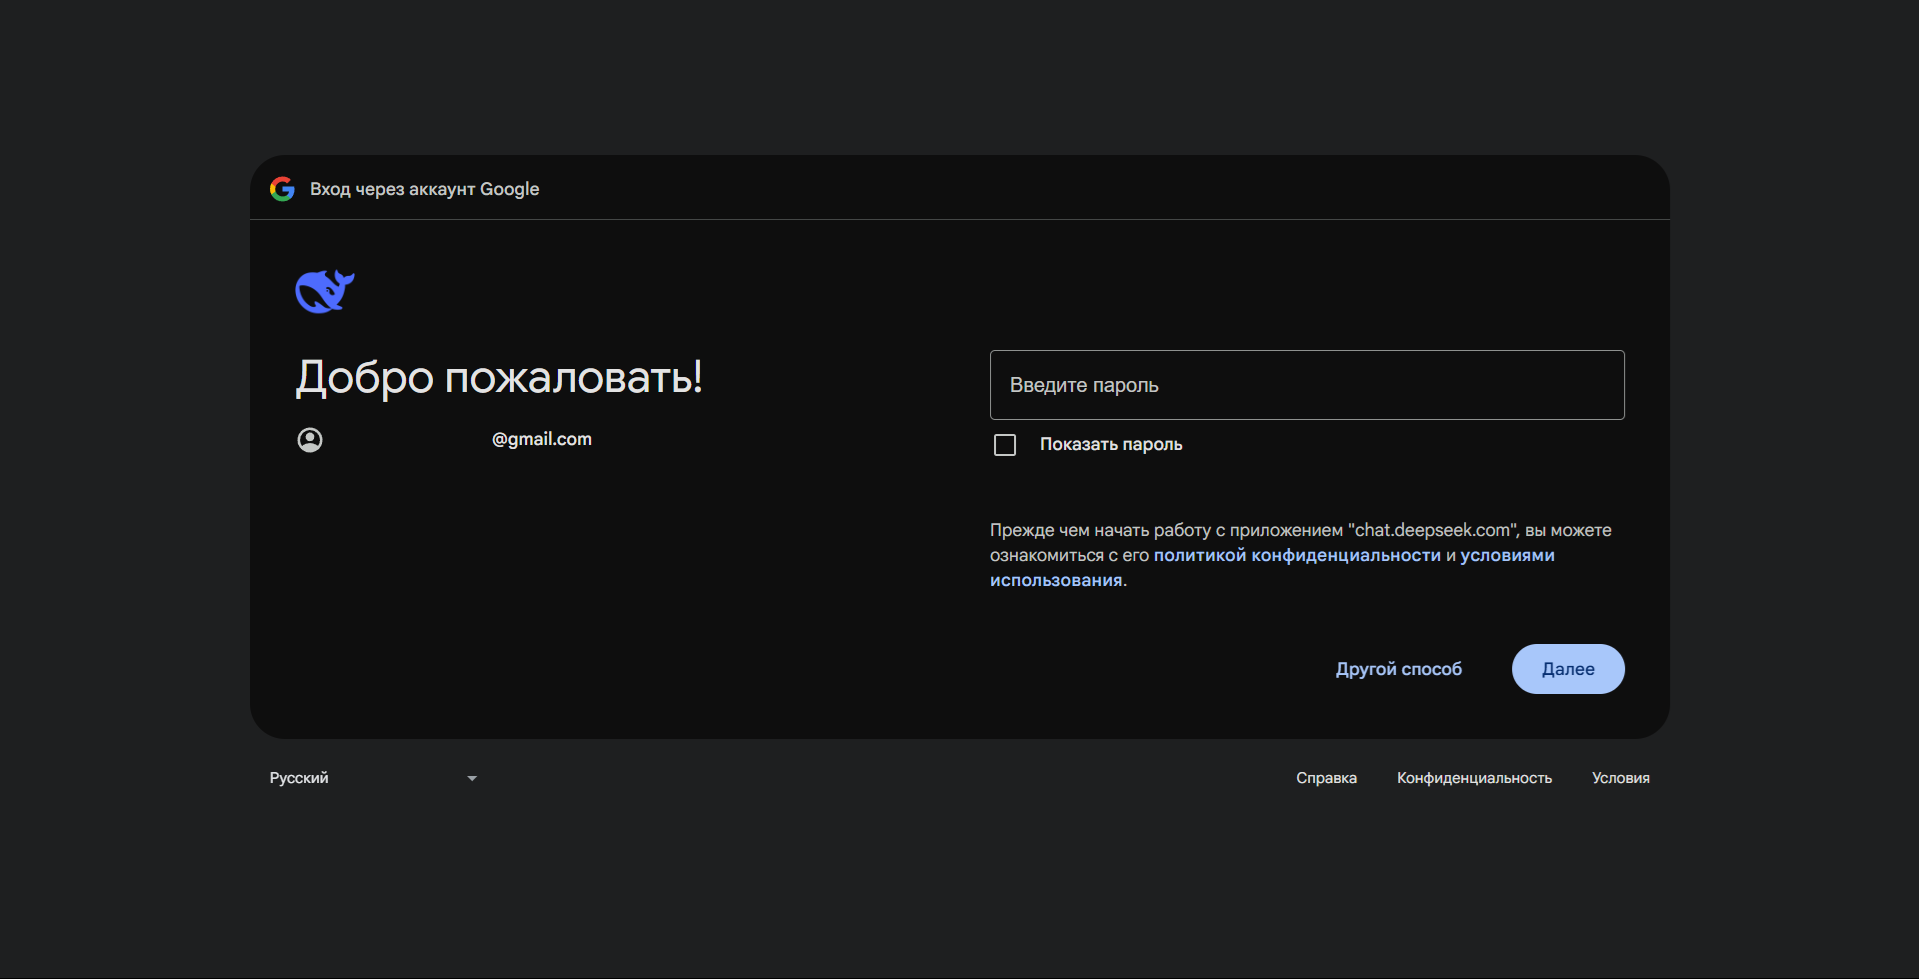 Вход через аккаунт Google
Добро пожаловать!
@gmail.com
Введите пароль
Показать пароль
Прежде чем начать работу с приложением "chat.deepseek.com", вы можете
ознакомиться с его политикой конфиденциальности и условиями
использования.
Другой способ
Далее
Русский
Справка
Конфиденциальность
Условия